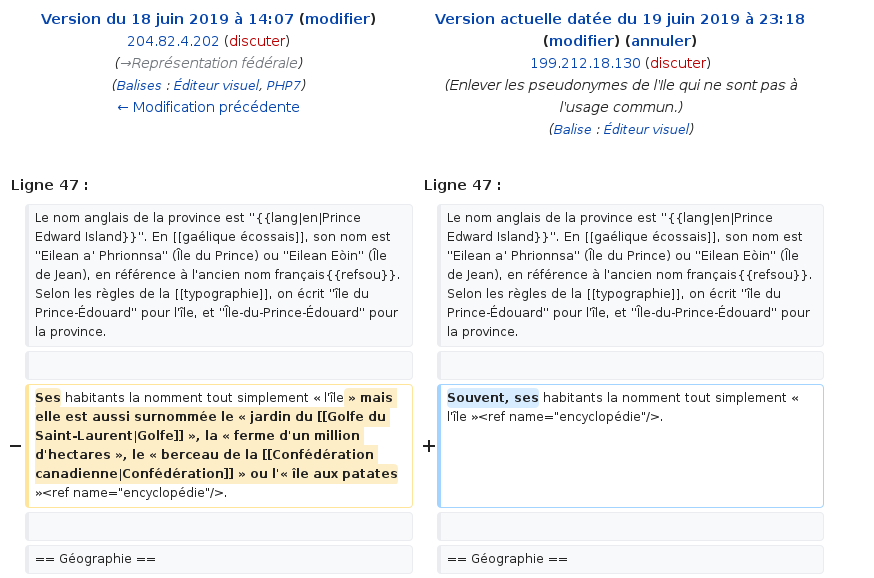 Version du 18 juin 2019 à 14:07 (modifier)
204.82.4.202 (discuter)
(→Représentation fédérale)
(Balises : Éditeur visuel, PHP7)
← Modification précédente
Version actuelle datée du 19 juin 2019 à 23:18
(modifier) (annuler)
199.212.18.130 (discuter)
(Enlever les pseudonymes de l'Ile qui ne sont pas à
l'usage commun.)
(Balise : Éditeur visuel)
Ligne 47 :
Ligne 47 :
Le nom anglais de la province est ''{{lang|en|Prince
Edward Island}}''. En [[gaélique écossais]], son nom est
''Eilean a' Phrionnsa'' (Île du Prince) ou ''Eilean Eòin'' (Île
de Jean), en référence à l'ancien nom français{{refsou}}.
Selon les règles de la [[typographie]], on écrit ''île du
Prince-Édouard'' pour l'île, et ''Île-du-Prince-Édouard'' pour
la province.
Le nom anglais de la province est ''{{lang|en|Prince
Edward Island}}''. En [[gaélique écossais]], son nom est
''Eilean a' Phrionnsa'' (Île du Prince) ou ''Eilean Eòin'' (Île
de Jean), en référence à l'ancien nom français{{refsou}}.
Selon les règles de la [[typographie]], on écrit ''île du
Prince-Édouard'' pour l'île, et ''Île-du-Prince-Édouard'' pour
la province.
−
Ses habitants la nomment tout simplement « l'île » mais
elle est aussi surnommée le « jardin du [[Golfe du
Saint-Laurent|Golfe]] », la « ferme d'un million
d'hectares », le « berceau de la [[Confédération
canadienne|Confédération]] » ou l'« île aux patates
»<ref name="encyclopédie"/>.
+
Souvent, ses habitants la nomment tout simplement «
l'île »<ref name="encyclopédie"/>.
== Géographie ==
== Géographie ==